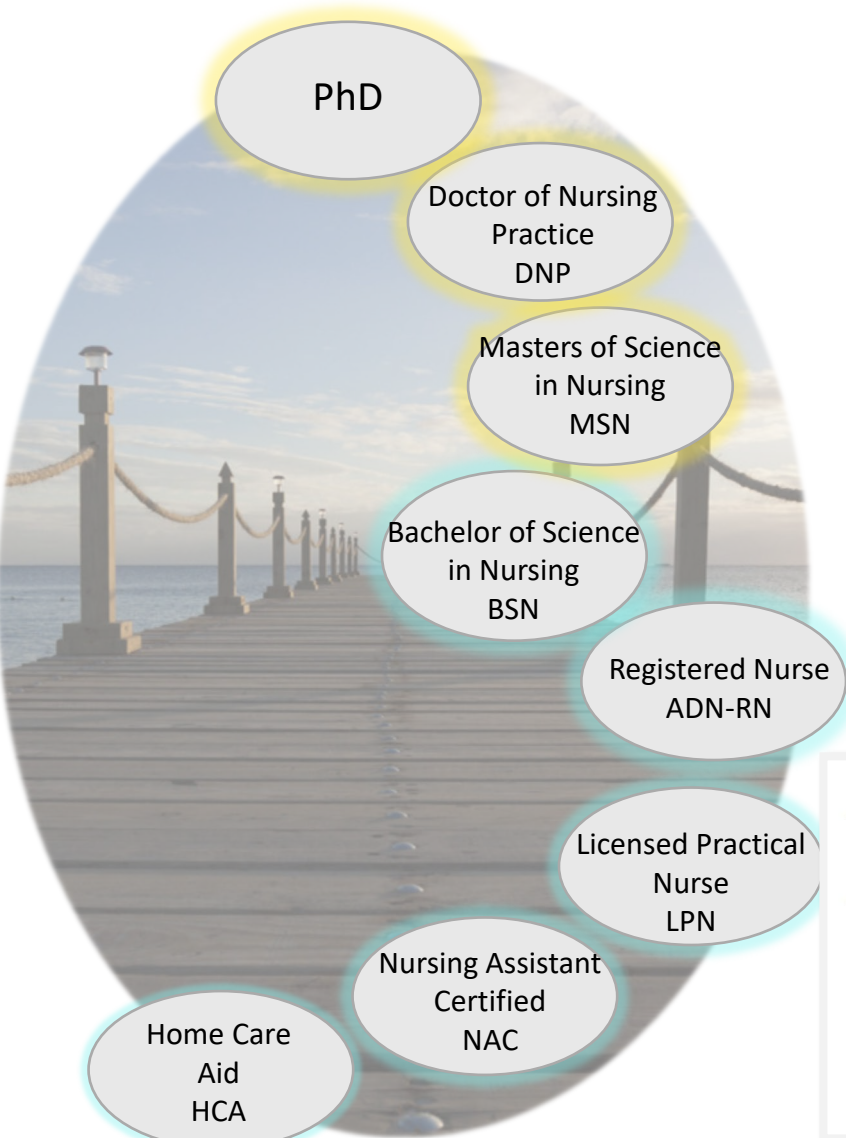 PhD
Doctor of Nursing
Practice
DNP
Masters of Science
in Nursing
MSN
Bachelor of Science
in Nursing
BSN
Registered Nurse
ADN-RN
Licensed Practical
Nurse
LPN
Nursing Assistant
Certified
NAC
Home Care
Aid
HCA